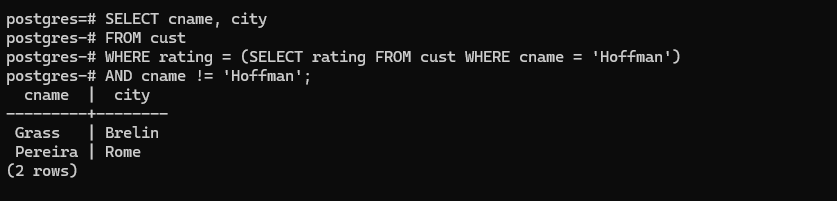 postgres=# SELECT cname, city
postgres-# FROM cust
postgres-# WHERE rating = (SELECT rating FROM cust WHERE cname = 'Hoffman')
postgres-# AND cname != 'Hoffman';
  cname  |  city
---------+--------
 Grass   | Brelin
 Pereira | Rome
(2 rows)